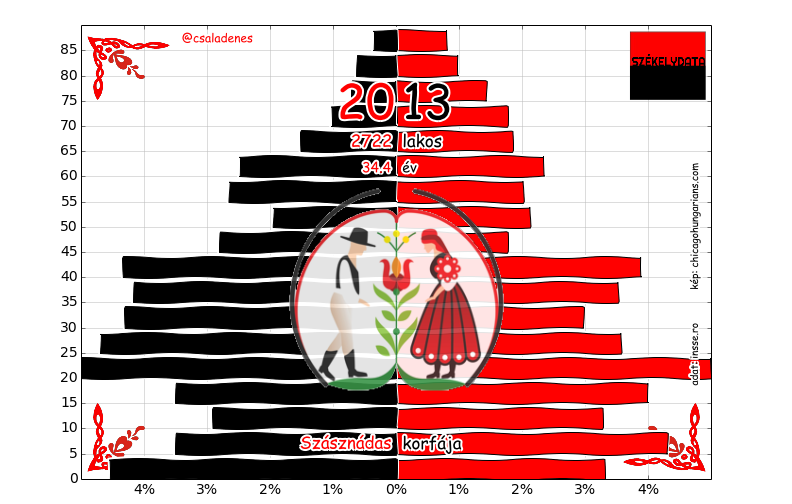 @csaladenes
SZÉKELYDATA
2013
2722 lakos
34.4 év
kép: chicagohungarians.com
adat: insse.ro
Szásznádas korfája
85
80
75
70
65
60
55
50
45
40
35
30
25
20
15
10
5
0
4% 3% 2% 1% 0% 1% 2% 3% 4%